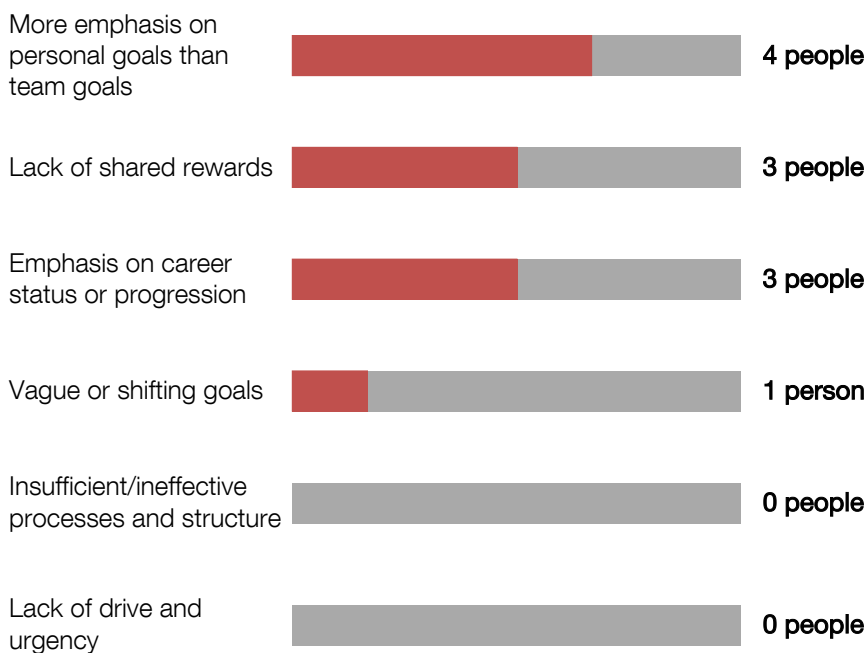 More emphasis on
personal goals than
team goals
4 people
Lack of shared rewards
3 people
Emphasis on career
status or progression
3 people
Vague or shifting goals
1 person
Insufficient/ineffective
processes and structure
0 people
Lack of drive and
urgency
0 people